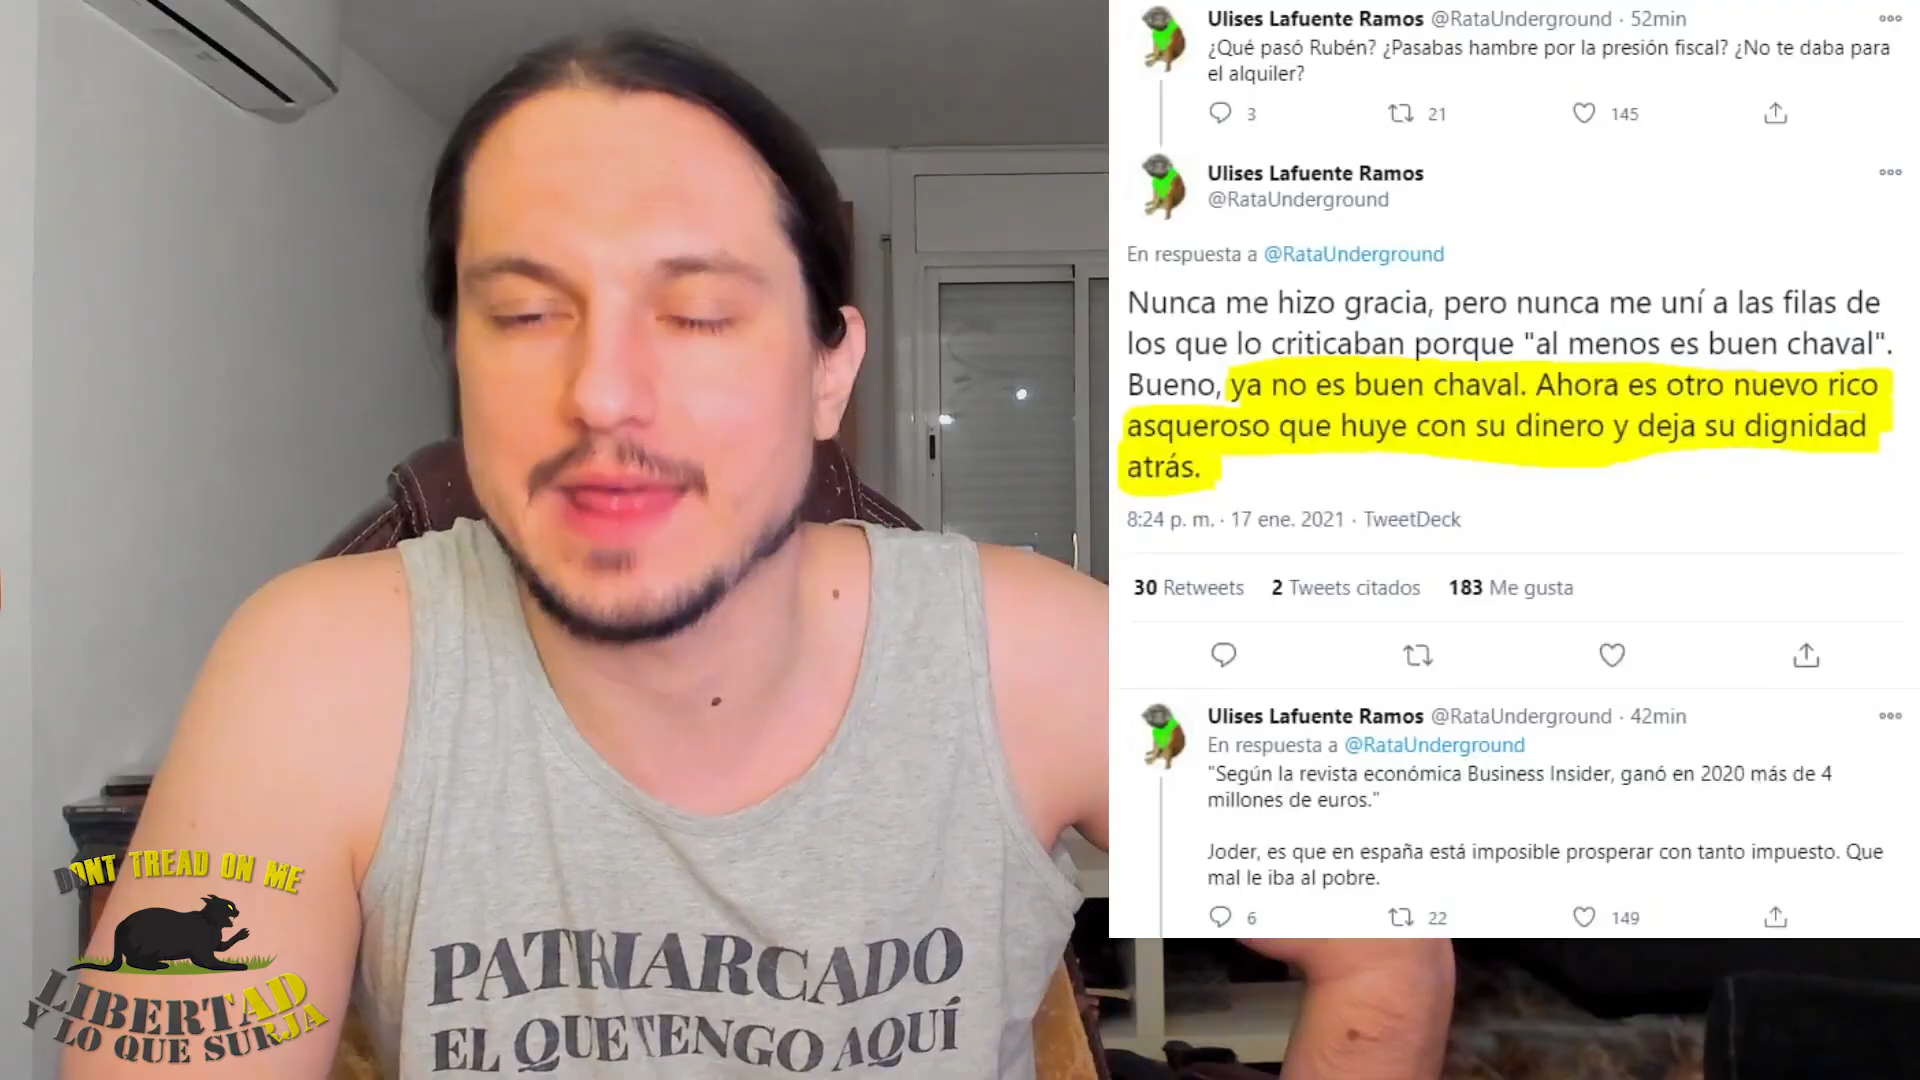 Ulises Lafuente Ramos @RataUnderground · 52min
¿Qué pasó Rubén? ¿Pasabas hambre por la presión fiscal? ¿No te daba para
el alquiler?
3 21 145
Ulises Lafuente Ramos
@RataUnderground
En respuesta a @RataUnderground
Nunca me hizo gracia, pero nunca me uní a las filas de
los que lo criticaban porque "al menos es buen chaval".
Bueno, ya no es buen chaval. Ahora es otro nuevo rico
asqueroso que huye con su dinero y deja su dignidad
atrás.
8:24 p. m. · 17 ene. 2021 · TweetDeck
30 Retweets 2 Tweets citados 183 Me gusta
Ulises Lafuente Ramos @RataUnderground · 42min
En respuesta a @RataUnderground
"Según la revista económica Business Insider, ganó en 2020 más de 4
millones de euros."
Joder, es que en españa está imposible prosperar con tanto impuesto. Que
mal le iba al pobre.
6 22 149
DONT TREAD ON ME
LIBERTAD
Y LO QUE SURJA
PATRIARCADO
EL QUE TENGO AQUÍ